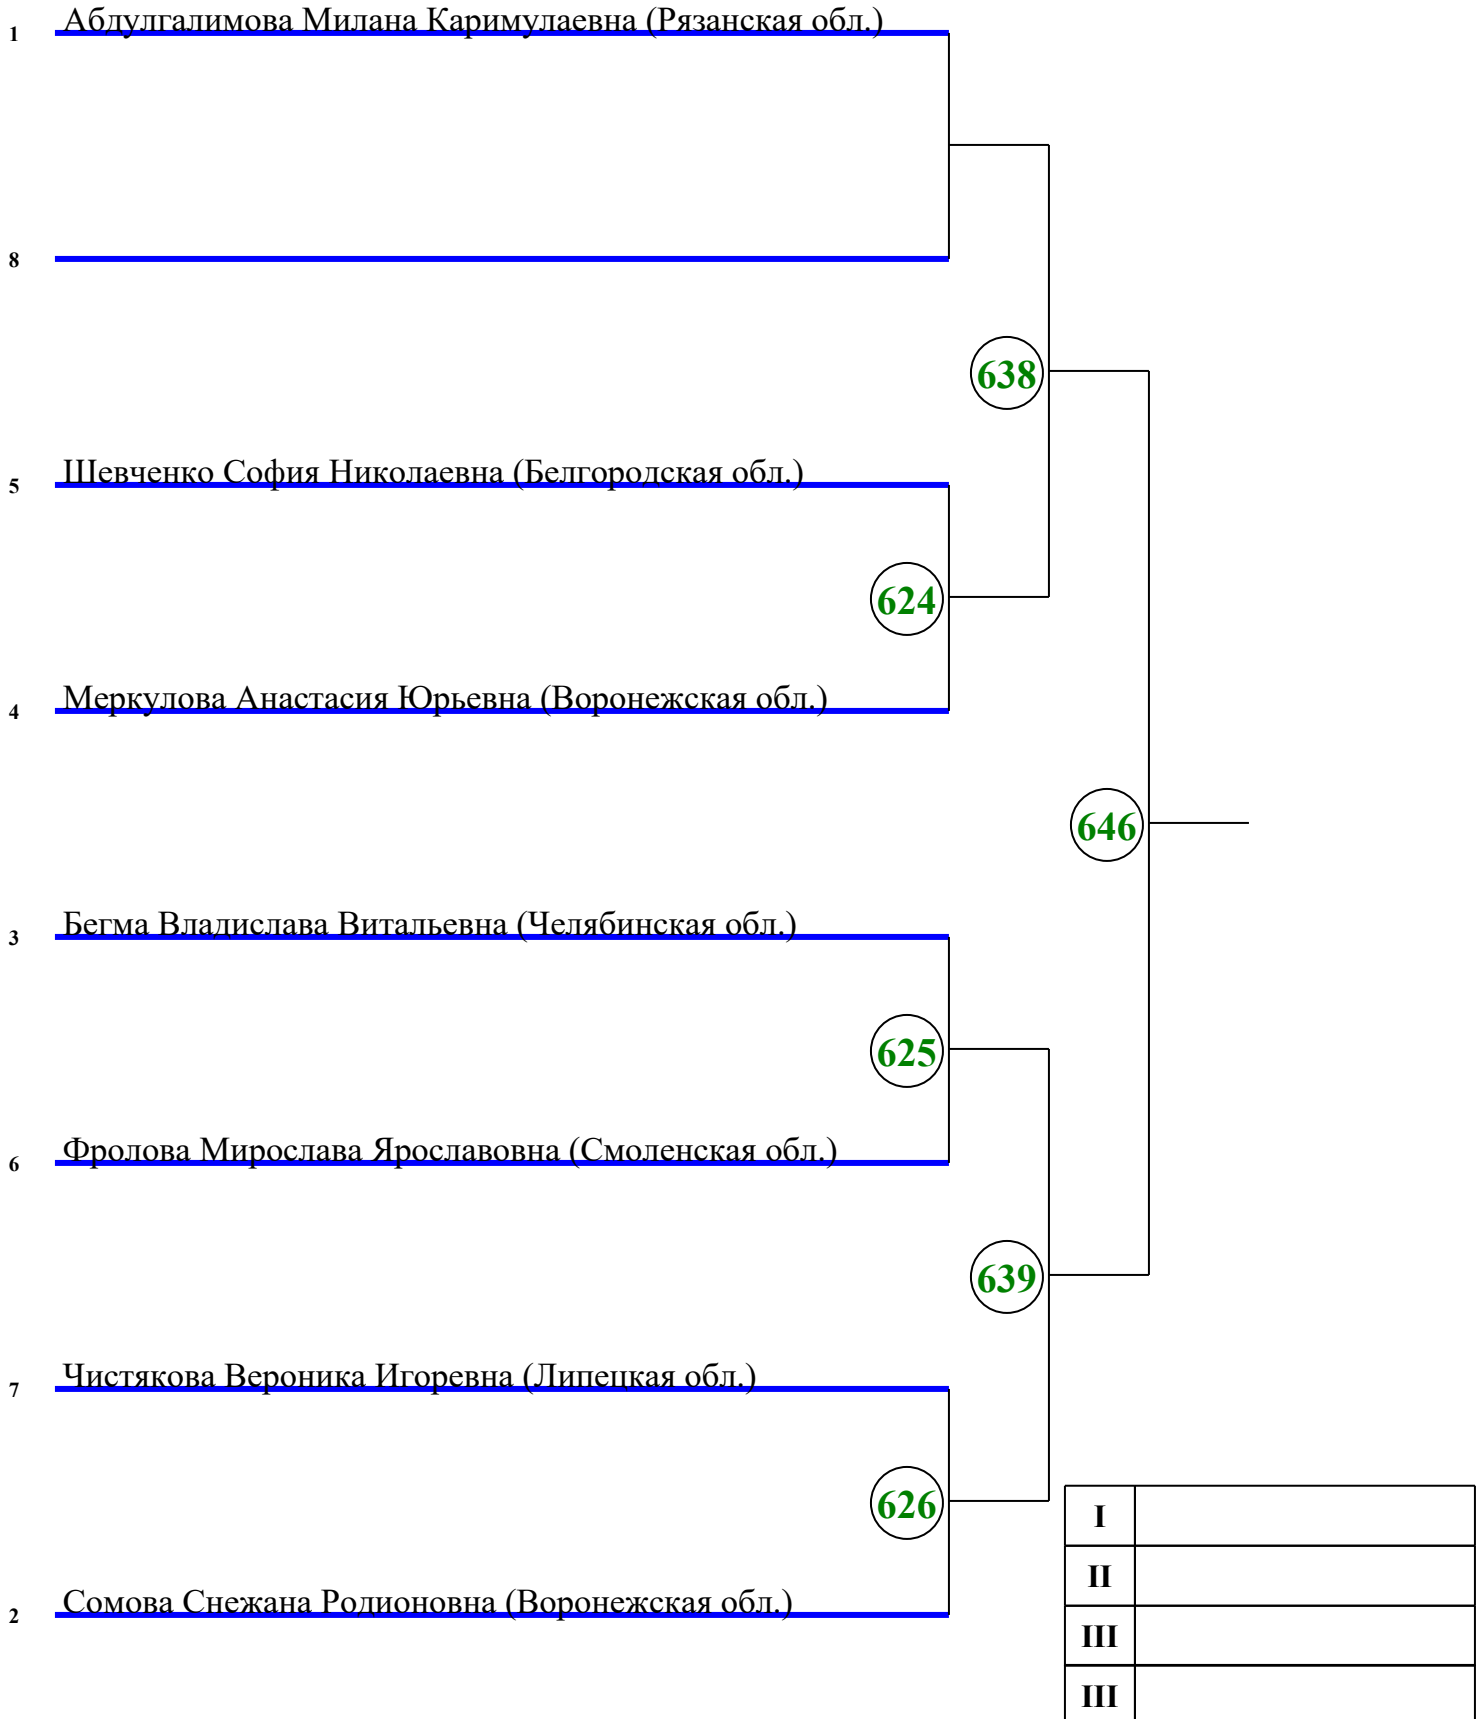 1 Абдулгалимова Милана Каримулаевна (Рязанская обл.)
8
638
5 Шевченко София Николаевна (Белгородская обл.)
624
4 Меркулова Анастасия Юрьевна (Воронежская обл.)
646
3 Бегма Владислава Витальевна (Челябинская обл.)
625
6 Фролова Мирослава Ярославовна (Смоленская обл.)
639
7 Чистякова Вероника Игоревна (Липецкая обл.)
626
I
II
2 Сомова Снежана Родионовна (Воронежская обл.)
III
III